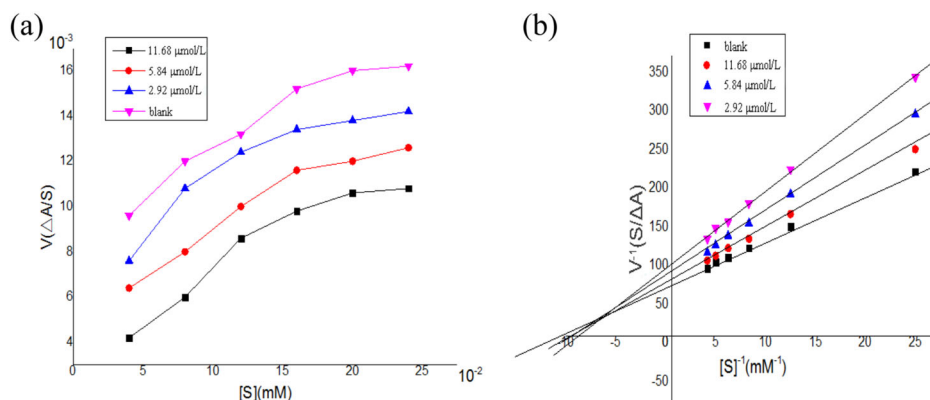 (a)
10⁻³
11.68 μmol/L
5.84 μmol/L
2.92 μmol/L
blank
16
14
12
10
8
6
4
V(△A/S)
0
5
10
15
20
25
10⁻²
[S](mM)
(b)
blank
11.68 μmol/L
5.84 μmol/L
2.92 μmol/L
350
300
250
200
150
100
50
0
-50
V⁻¹(S/ΔA)
-10
-5
5
10
15
20
25
[S]⁻¹(mM⁻¹)